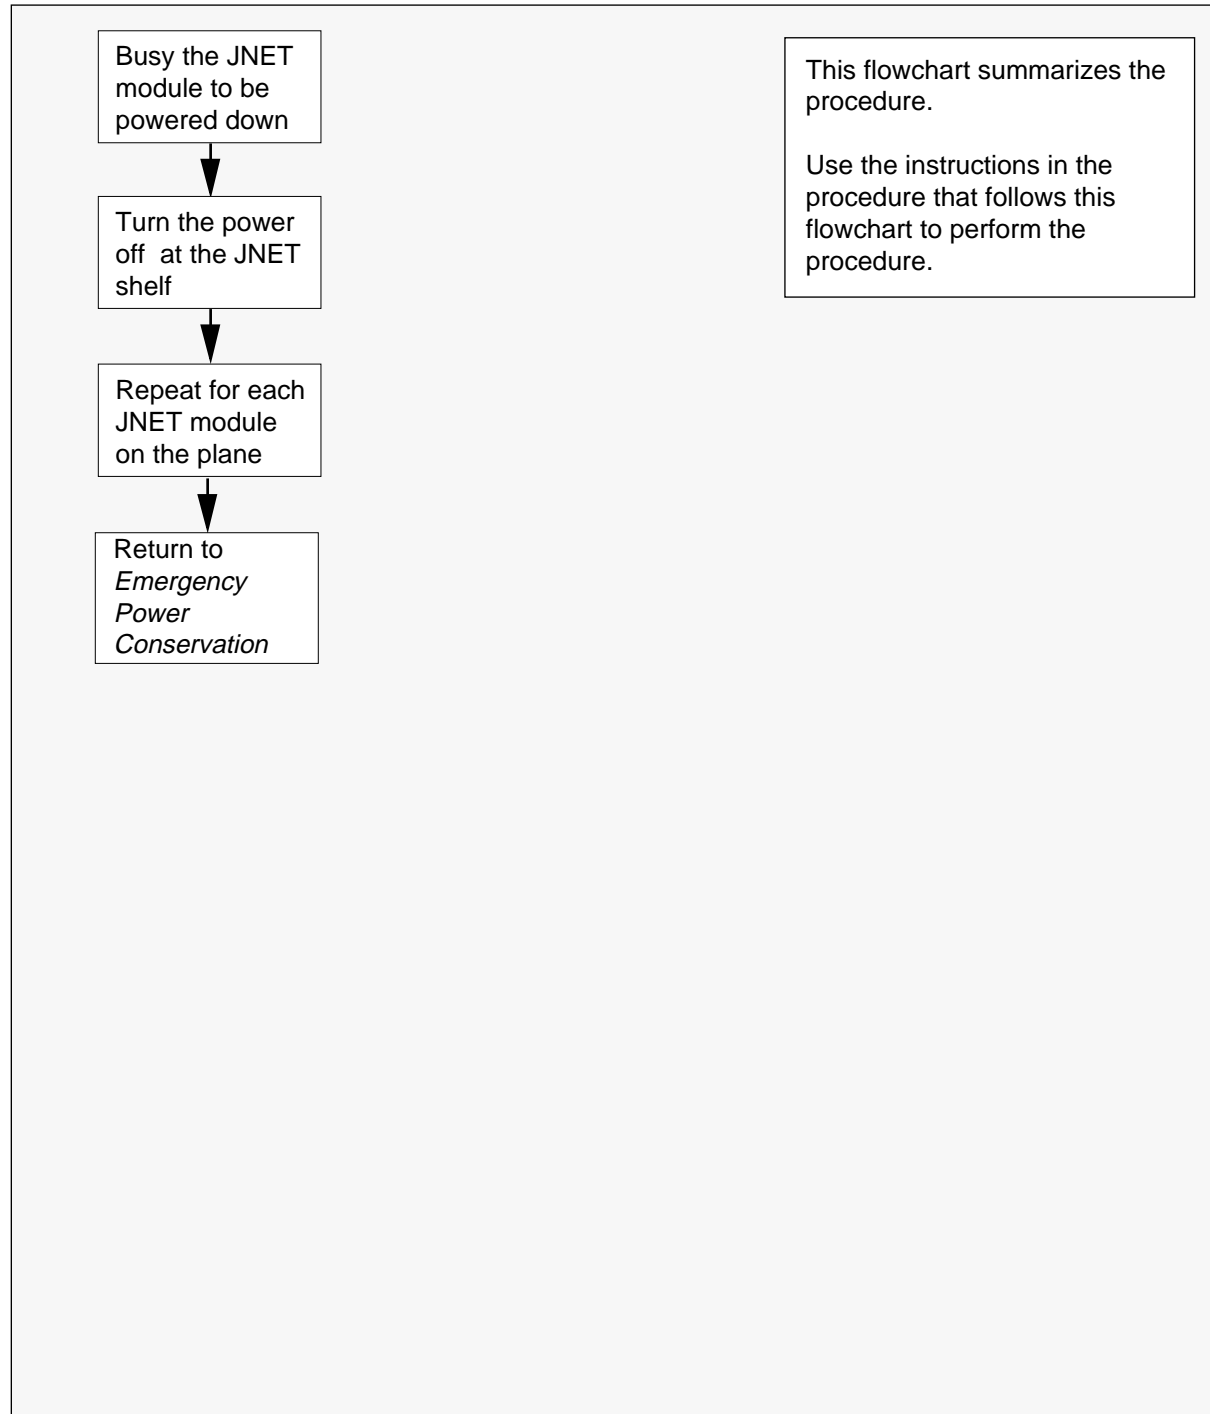 Busy the JNET
module to be
powered down
Turn the power
off  at the JNET
shelf
Repeat for each
JNET module
on the plane
Return to
Emergency
Power
Conservation
This flowchart summarizes the
procedure.
Use the instructions in the
procedure that follows this
flowchart to perform the
procedure.